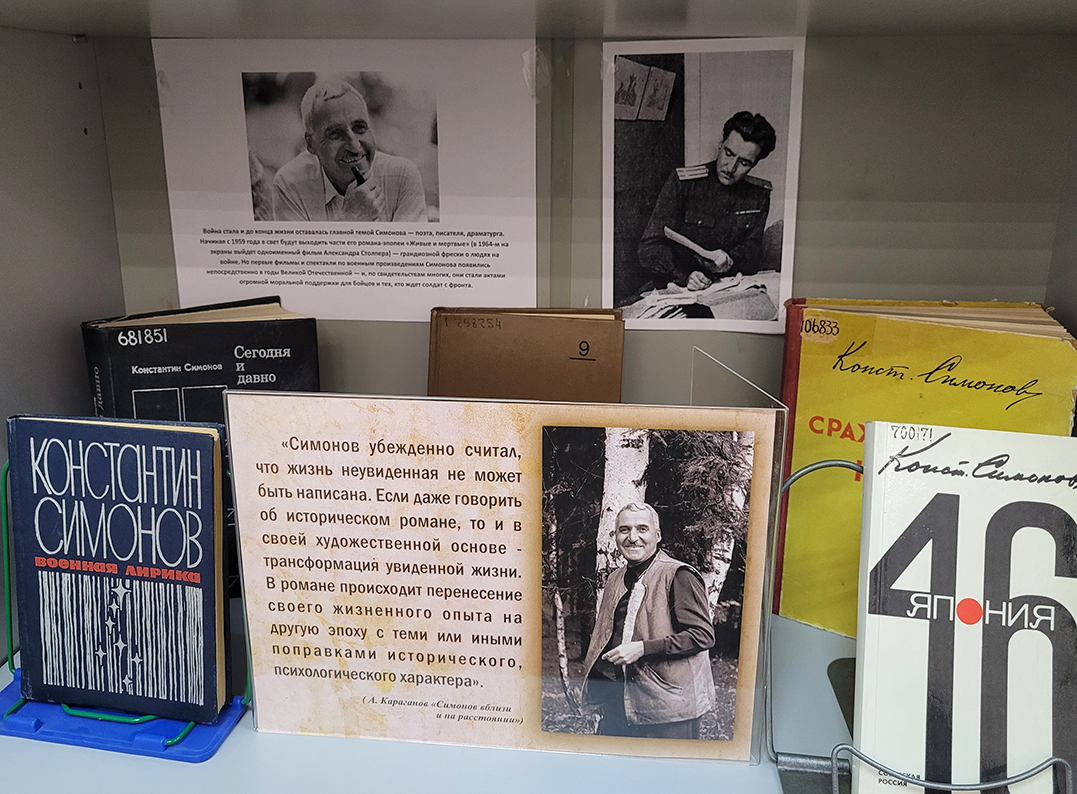 Война стала и до конца жизни оставалась главной темой Симонова — поэта, писателя, драматурга.
Начиная с 1959 года в свет будут выходить части его романа-эпопеи «Живые и мертвые» (в 1964-м на
экраны выйдет одноименный фильм Александра Столпера) — грандиозной фрески о людях на
войне. Но первые фильмы и спектакли по военным произведениям Симонова появились
непосредственно в годы Великой Отечественной — и, по свидетельствам многих, они стали актами
огромной моральной поддержки для бойцов и тех, кто ждет солдат с фронта.
681851
Константин Симонов
Сегодня
и
давно
давно
9
106833
Конст. Симонов
СРАЖ
КОНСТАНТИН
СИМОНОВ
ВОЕННАЯ ЛИРИКА
«Симонов убежденно считал,
что жизнь неувиденная не может
быть написана. Если даже говорить
об историческом романе, то и в
своей художественной основе -
трансформация увиденной жизни.
В романе происходит перенесение
своего жизненного опыта на
другую эпоху с теми или иными
поправками исторического,
психологического характера».
(А. Караганов «Симонов вблизи
и на расстоянии»)
700171
Конст. Симонов
46
ЯПОНИЯ
СОВЕТСКАЯ
РОССИЯ